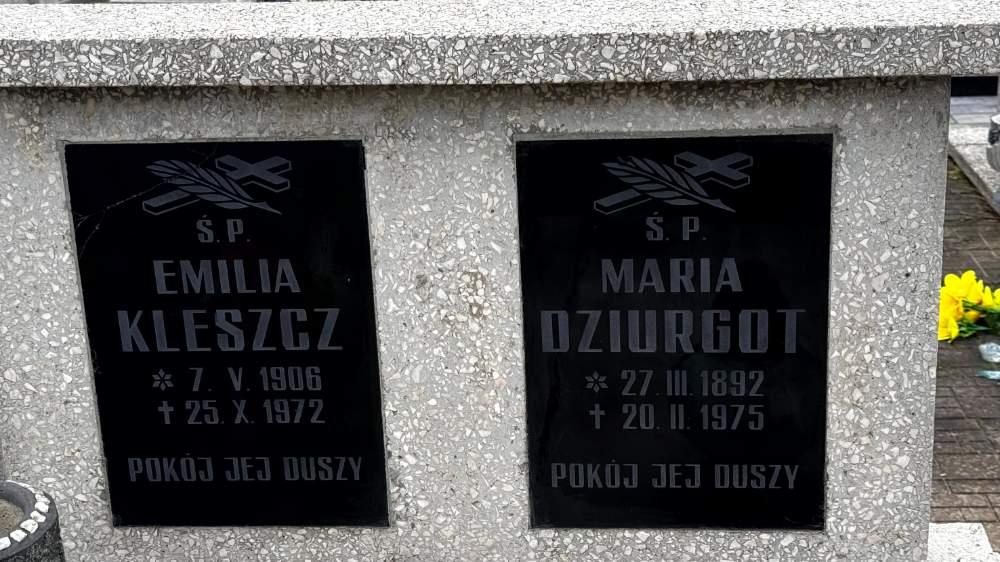 Ś. P.
EMILIA
KLESZCZ
✲ 7. V. 1906
✝ 25. X. 1972
POKÓJ JEJ DUSZY
Ś. P.
MARIA
DZIURGOT
✲ 27. III. 1892
✝ 20. II. 1975
POKÓJ JEJ DUSZY